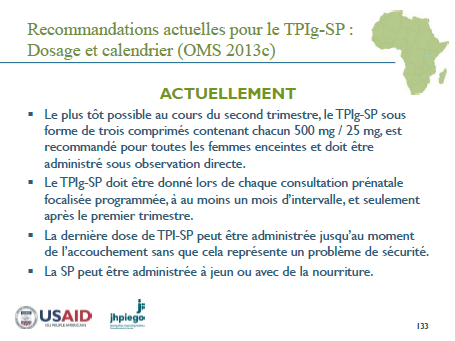 Recommandations actuelles pour le TPIg-SP :
Dosage et calendrier (OMS 2013c)
ACTUELLEMENT
▪ Le plus tôt possible au cours du second trimestre, le TPIg-SP sous
forme de trois comprimés contenant chacun 500 mg / 25 mg, est
recommandé pour toutes les femmes enceintes et doit être
administré sous observation directe.
▪ Le TPIg-SP doit être donné lors de chaque consultation prénatale
focalisée programmée, à au moins un mois d’intervalle, et seulement
après le premier trimestre.
▪ La dernière dose de TPI-SP peut être administrée jusqu’au moment
de l’accouchement sans que cela représente un problème de sécurité.
▪ La SP peut être administrée à jeun ou avec de la nourriture.
USAID
jhpiego
133